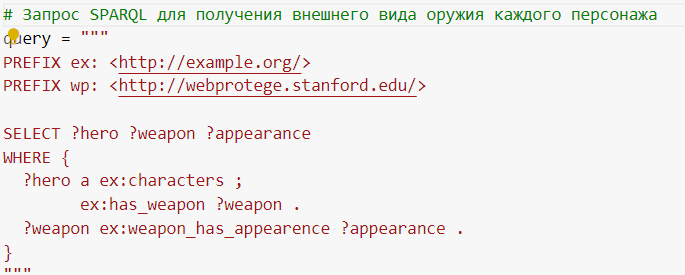 # Запрос SPARQL для получения внешнего вида оружия каждого персонажа
query = """
PREFIX ex: <http://example.org/>
PREFIX wp: <http://webprotege.stanford.edu/>
SELECT ?hero ?weapon ?appearance
WHERE {
?hero a ex:characters ;
ex:has_weapon ?weapon .
?weapon ex:weapon_has_appearence ?appearance .
}
"""